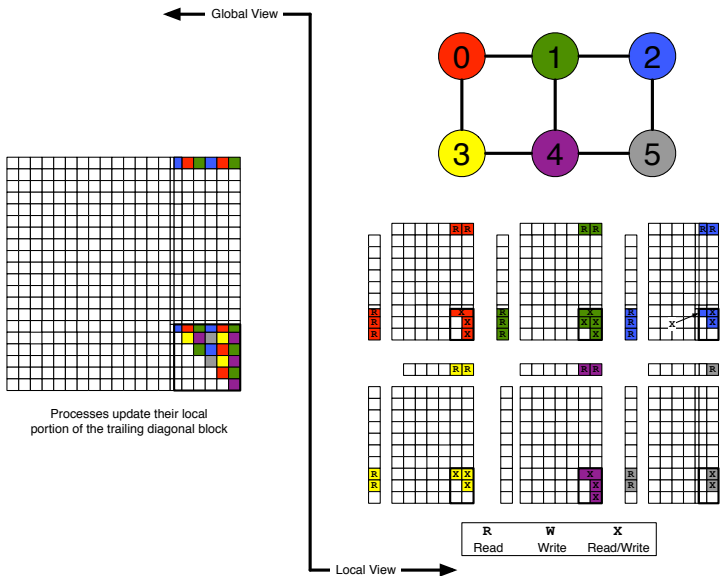 Global View
0 1 2
3 4 5
R R R R R R
R X R X R X
R X R X X R X X
R X R X R
R R R R R
R X X X R X
R X X R X
X
Processes update their local
portion of the trailing diagonal block
R W X
Read Write Read/Write
Local View